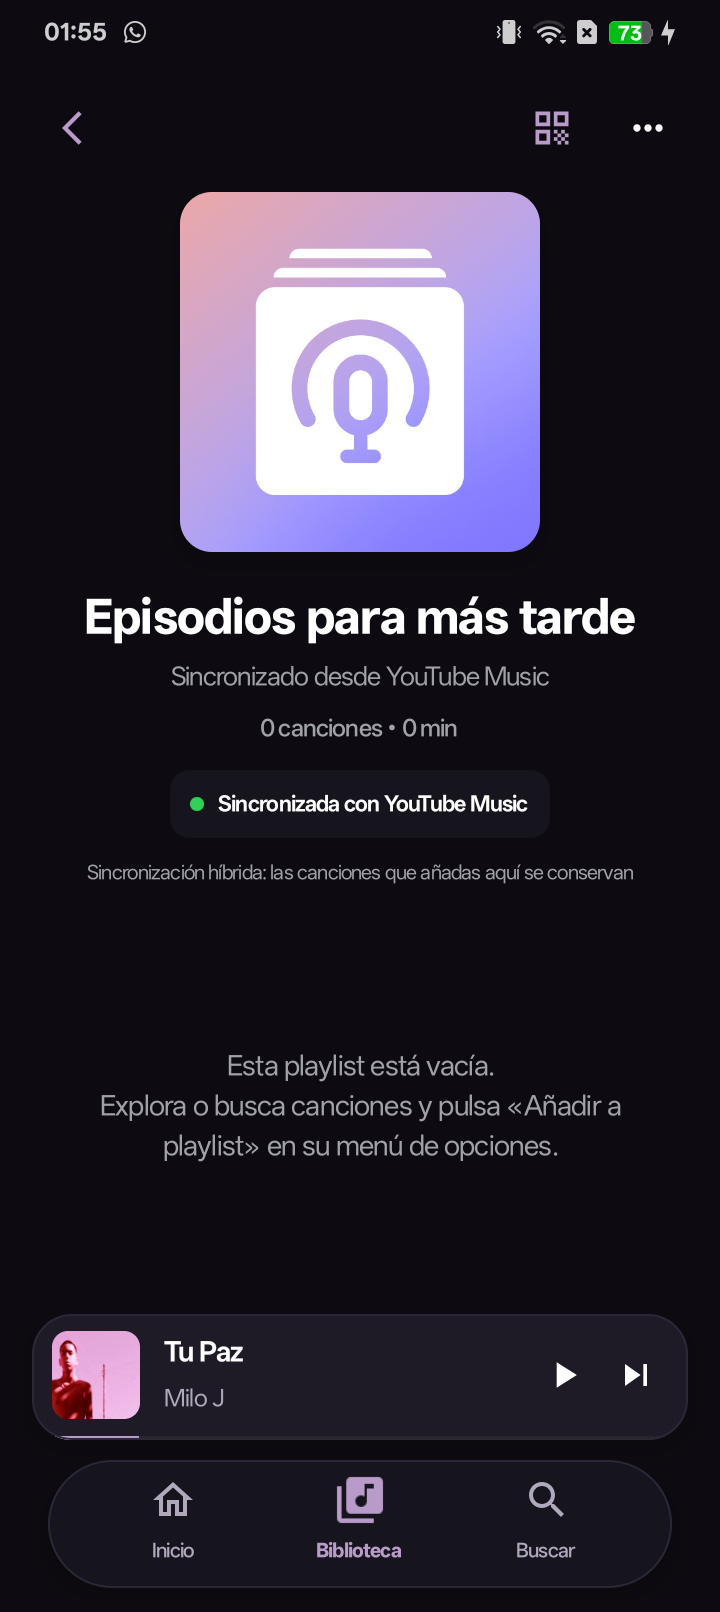 01:55
73
Episodios para más tarde
Sincronizado desde YouTube Music
0 canciones • 0 min
Sincronizada con YouTube Music
Sincronización híbrida: las canciones que añadas aquí se conservan
Esta playlist está vacía.
Explora o busca canciones y pulsa «Añadir a
playlist» en su menú de opciones.
Tu Paz
Milo J
Inicio
Biblioteca
Buscar